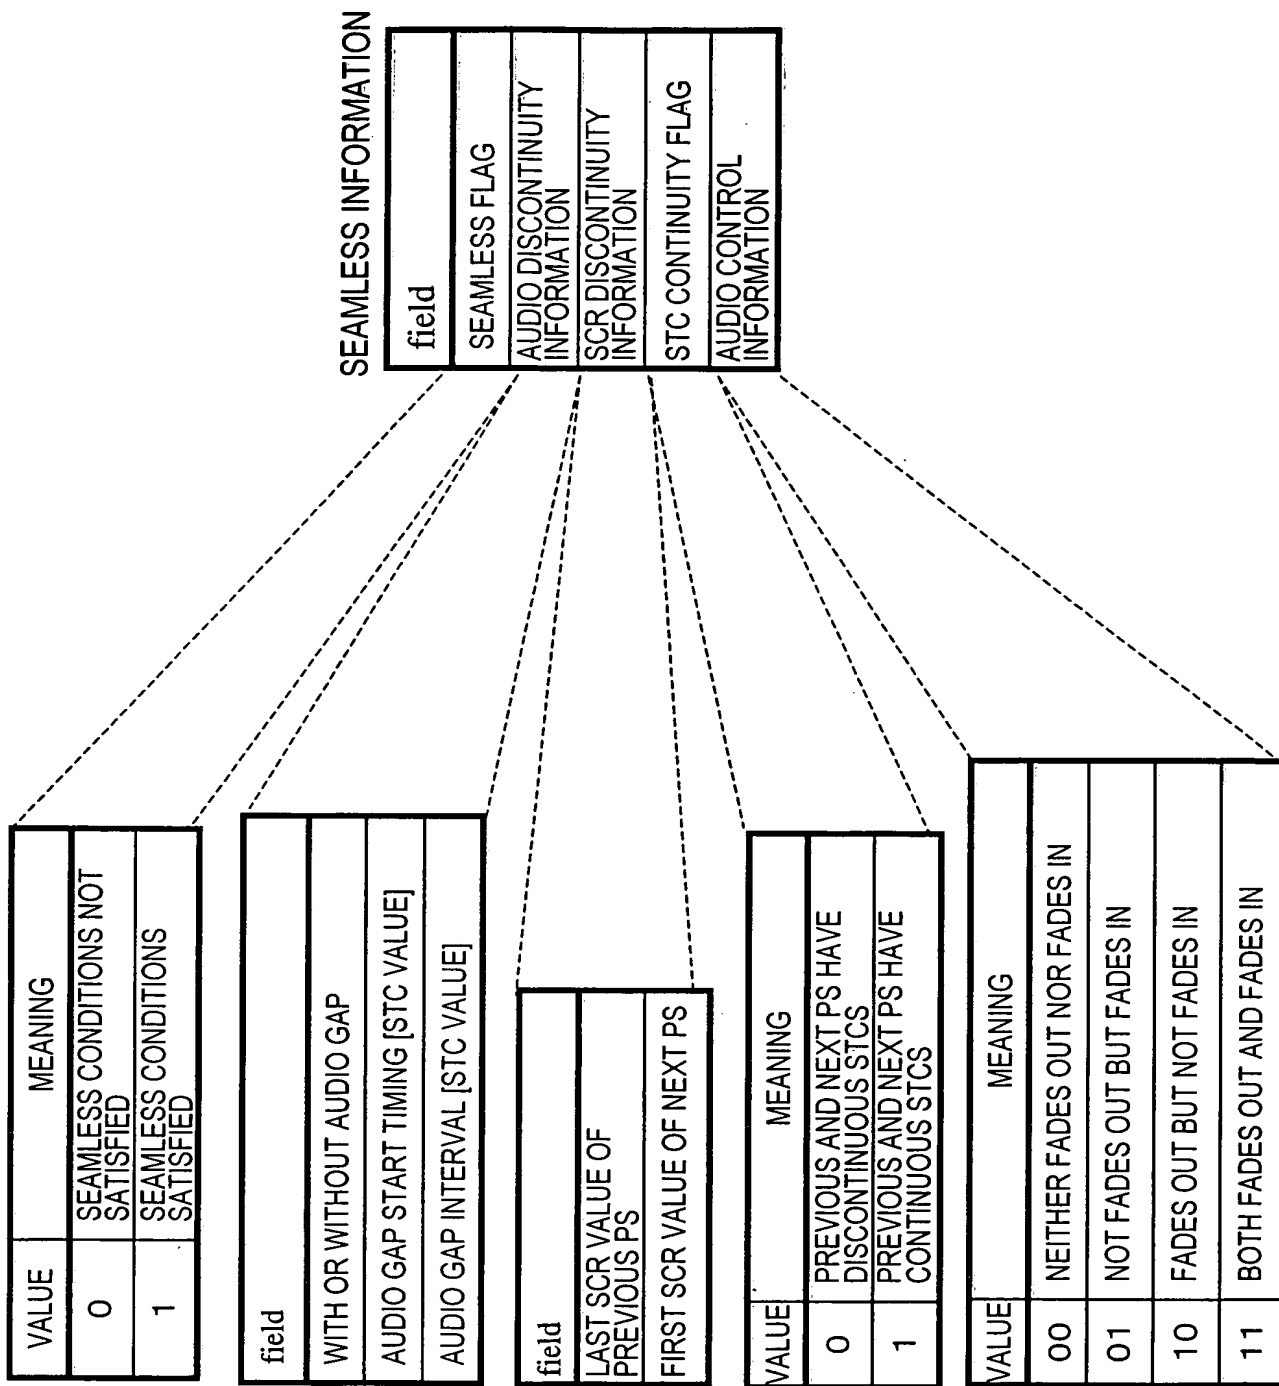 SEAMLESS INFORMATION
field
SEAMLESS FLAG
AUDIO DISCONTINUITY
INFORMATION
SCR DISCONTINUITY
INFORMATION
STC CONTINUITY FLAG
AUDIO CONTROL
INFORMATION
VALUE MEANING
0 SEAMLESS CONDITIONS NOT
SATISFIED
1 SEAMLESS CONDITIONS
SATISFIED
field
WITH OR WITHOUT AUDIO GAP
AUDIO GAP START TIMING [STC VALUE]
AUDIO GAP INTERVAL [STC VALUE]
field
LAST SCR VALUE OF
PREVIOUS PS
FIRST SCR VALUE OF NEXT PS
VALUE MEANING
0 PREVIOUS AND NEXT PS HAVE
DISCONTINUOUS STCS
1 PREVIOUS AND NEXT PS HAVE
CONTINUOUS STCS
VALUE MEANING
00 NEITHER FADES OUT NOR FADES IN
01 NOT FADES OUT BUT FADES IN
10 FADES OUT BUT NOT FADES IN
11 BOTH FADES OUT AND FADES IN